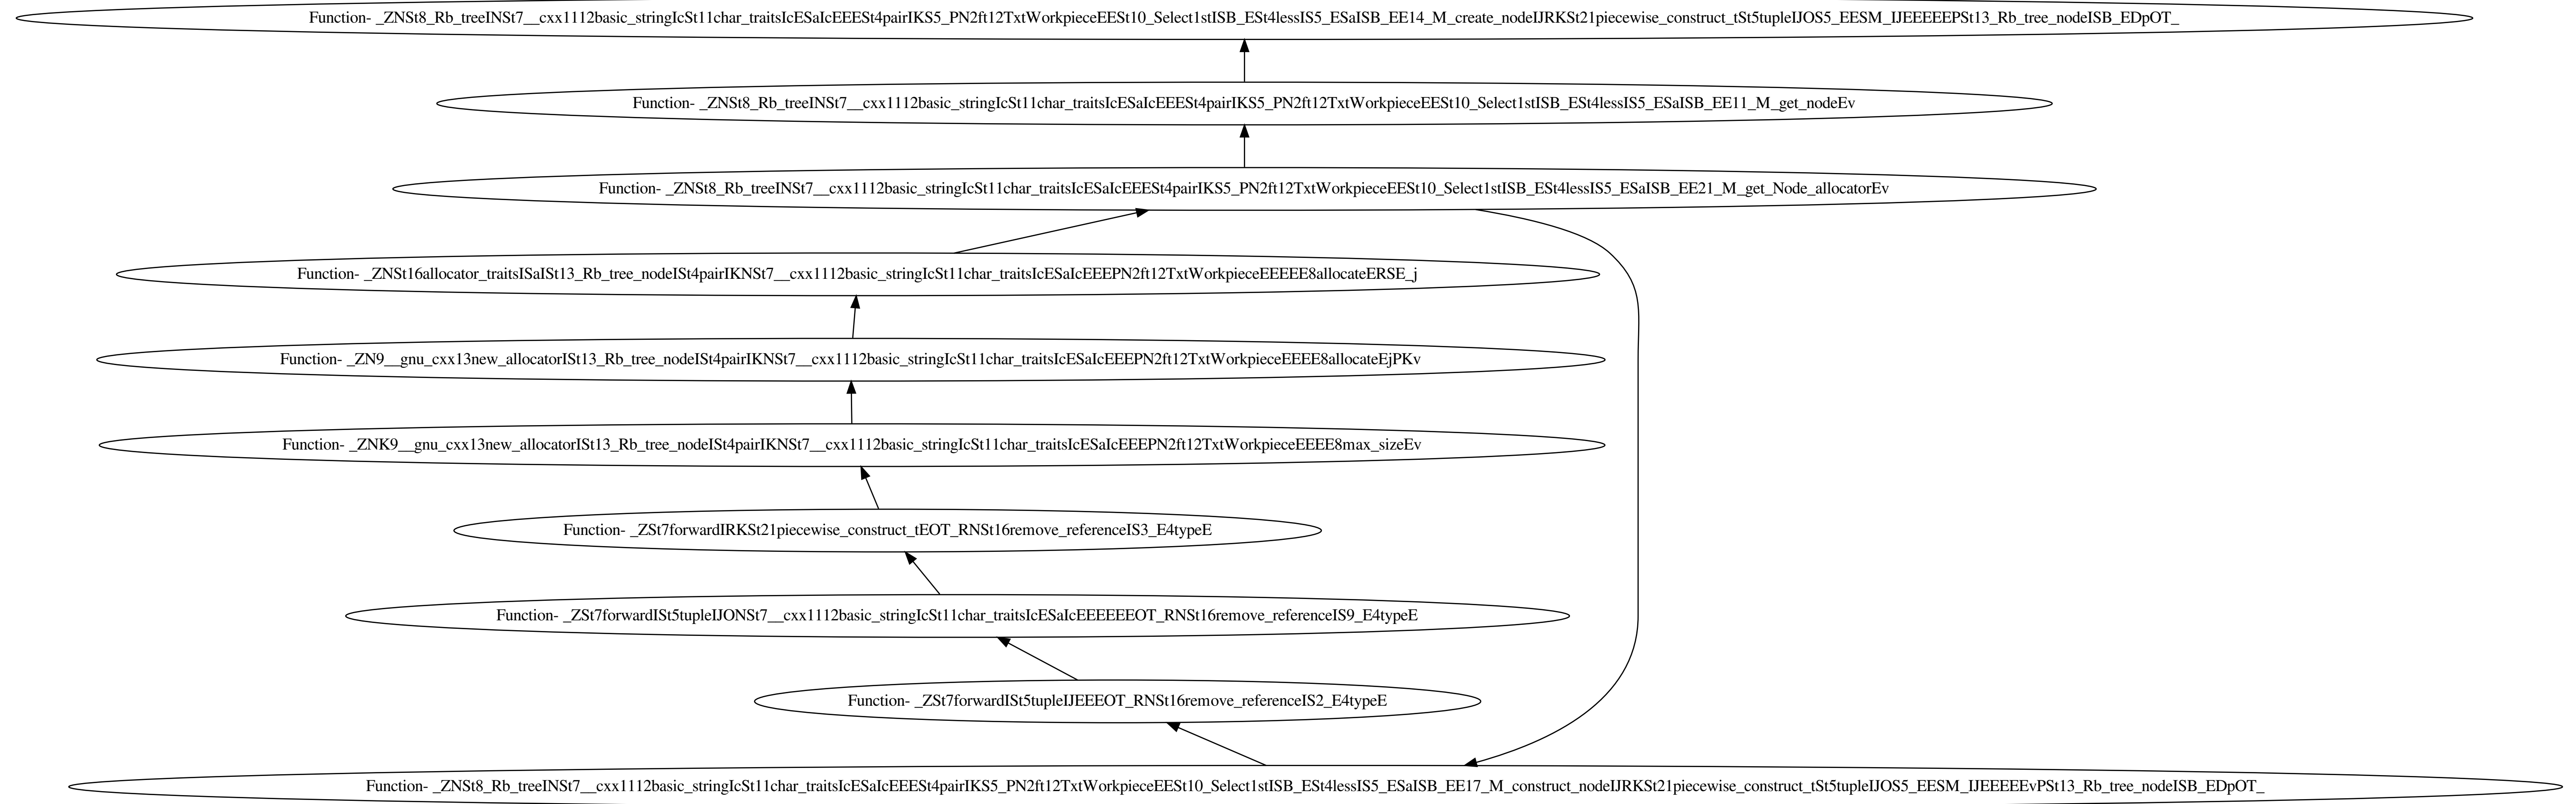 Function- _ZNSt8_Rb_treeINSt7__cxx1112basic_stringIcSt11char_traitsIcESaIcEEESt4pairIKS5_PN2ft12TxtWorkpieceEESt10_Select1stISB_ESt4lessIS5_ESaISB_EE14_M_create_nodeIJRKSt21piecewise_construct_tSt5tupleIJOS5_EESM_IJEEEEEPSt13_Rb_tree_nodeISB_EDpOT_
Function- _ZNSt8_Rb_treeINSt7__cxx1112basic_stringIcSt11char_traitsIcESaIcEEESt4pairIKS5_PN2ft12TxtWorkpieceEESt10_Select1stISB_ESt4lessIS5_ESaISB_EE11_M_get_nodeEv
Function- _ZNSt8_Rb_treeINSt7__cxx1112basic_stringIcSt11char_traitsIcESaIcEEESt4pairIKS5_PN2ft12TxtWorkpieceEESt10_Select1stISB_ESt4lessIS5_ESaISB_EE21_M_get_Node_allocatorEv
Function- _ZNSt16allocator_traitsISaISt13_Rb_tree_nodeISt4pairIKNSt7__cxx1112basic_stringIcSt11char_traitsIcESaIcEEEPN2ft12TxtWorkpieceEEEEE8allocateERSE_j
Function- _ZN9__gnu_cxx13new_allocatorISt13_Rb_tree_nodeISt4pairIKNSt7__cxx1112basic_stringIcSt11char_traitsIcESaIcEEEPN2ft12TxtWorkpieceEEEE8allocateEjPKv
Function- _ZNK9__gnu_cxx13new_allocatorISt13_Rb_tree_nodeISt4pairIKNSt7__cxx1112basic_stringIcSt11char_traitsIcESaIcEEEPN2ft12TxtWorkpieceEEEE8max_sizeEv
Function- _ZSt7forwardIRKSt21piecewise_construct_tEOT_RNSt16remove_referenceIS3_E4typeE
Function- _ZSt7forwardISt5tupleIJONSt7__cxx1112basic_stringIcSt11char_traitsIcESaIcEEEEEEOT_RNSt16remove_referenceIS9_E4typeE
Function- _ZSt7forwardISt5tupleIJEEEOT_RNSt16remove_referenceIS2_E4typeE
Function- _ZNSt8_Rb_treeINSt7__cxx1112basic_stringIcSt11char_traitsIcESaIcEEESt4pairIKS5_PN2ft12TxtWorkpieceEESt10_Select1stISB_ESt4lessIS5_ESaISB_EE17_M_construct_nodeIJRKSt21piecewise_construct_tSt5tupleIJOS5_EESM_IJEEEEEvPSt13_Rb_tree_nodeISB_EDpOT_